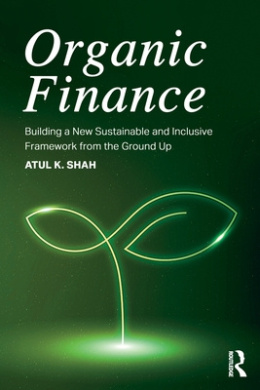 Organic
Finance
Building a New Sustainable and Inclusive
Framework from the Ground Up
ATUL K. SHAH
ROUTLEDGE